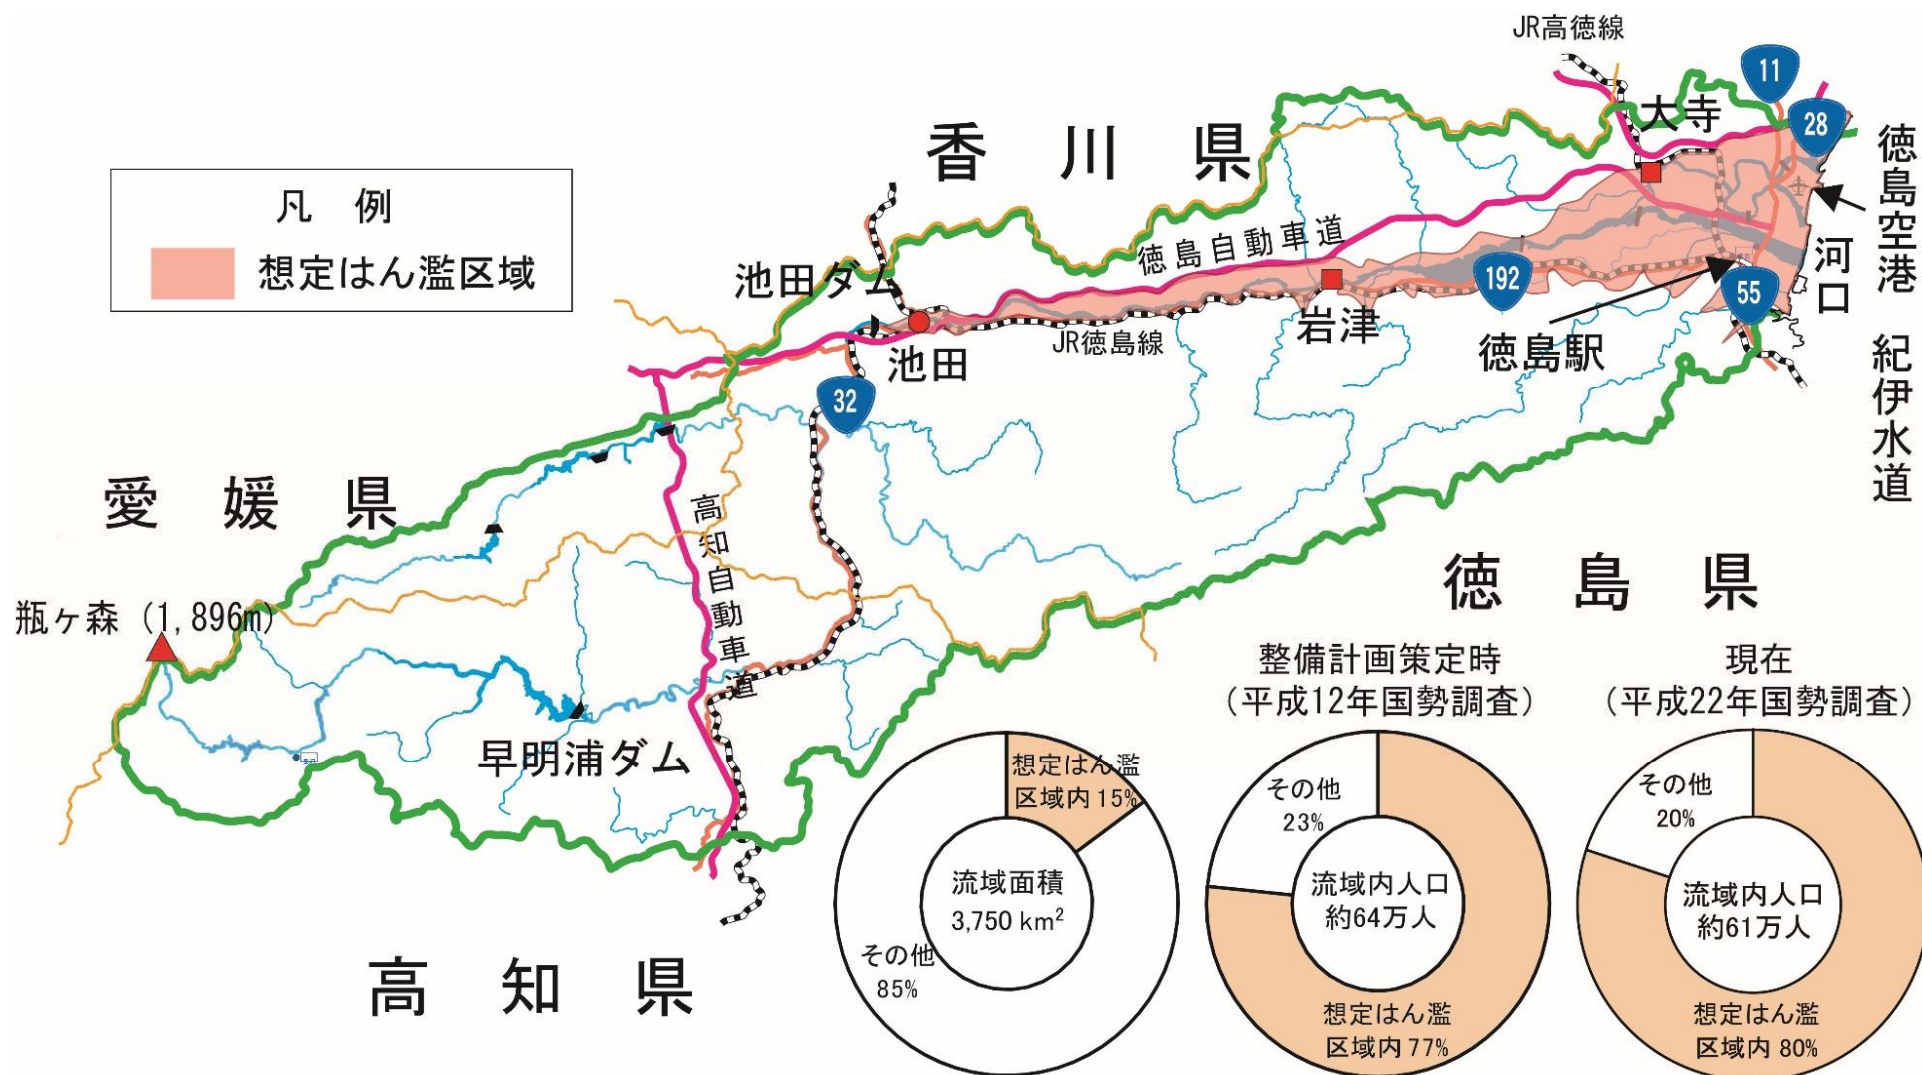 JR高徳線
11
28
大寺
香川県
徳島空港
凡 例
想定はん濫区域
徳島自動車道
池田ダム
192
55
河口
岩津
JR徳島線
池田
徳島駅
紀伊水道
32
愛媛県
高知自動車道
徳島県
瓶ヶ森 (1,896m)
早明浦ダム
高知県
想定はん濫
区域内 15%
流域面積
3,750 km²
その他
85%
整備計画策定時
(平成12年国勢調査)
その他
23%
流域内人口
約64万人
想定はん濫
区域内 77%
現在
(平成22年国勢調査)
その他
20%
流域内人口
約61万人
想定はん濫
区域内 80%